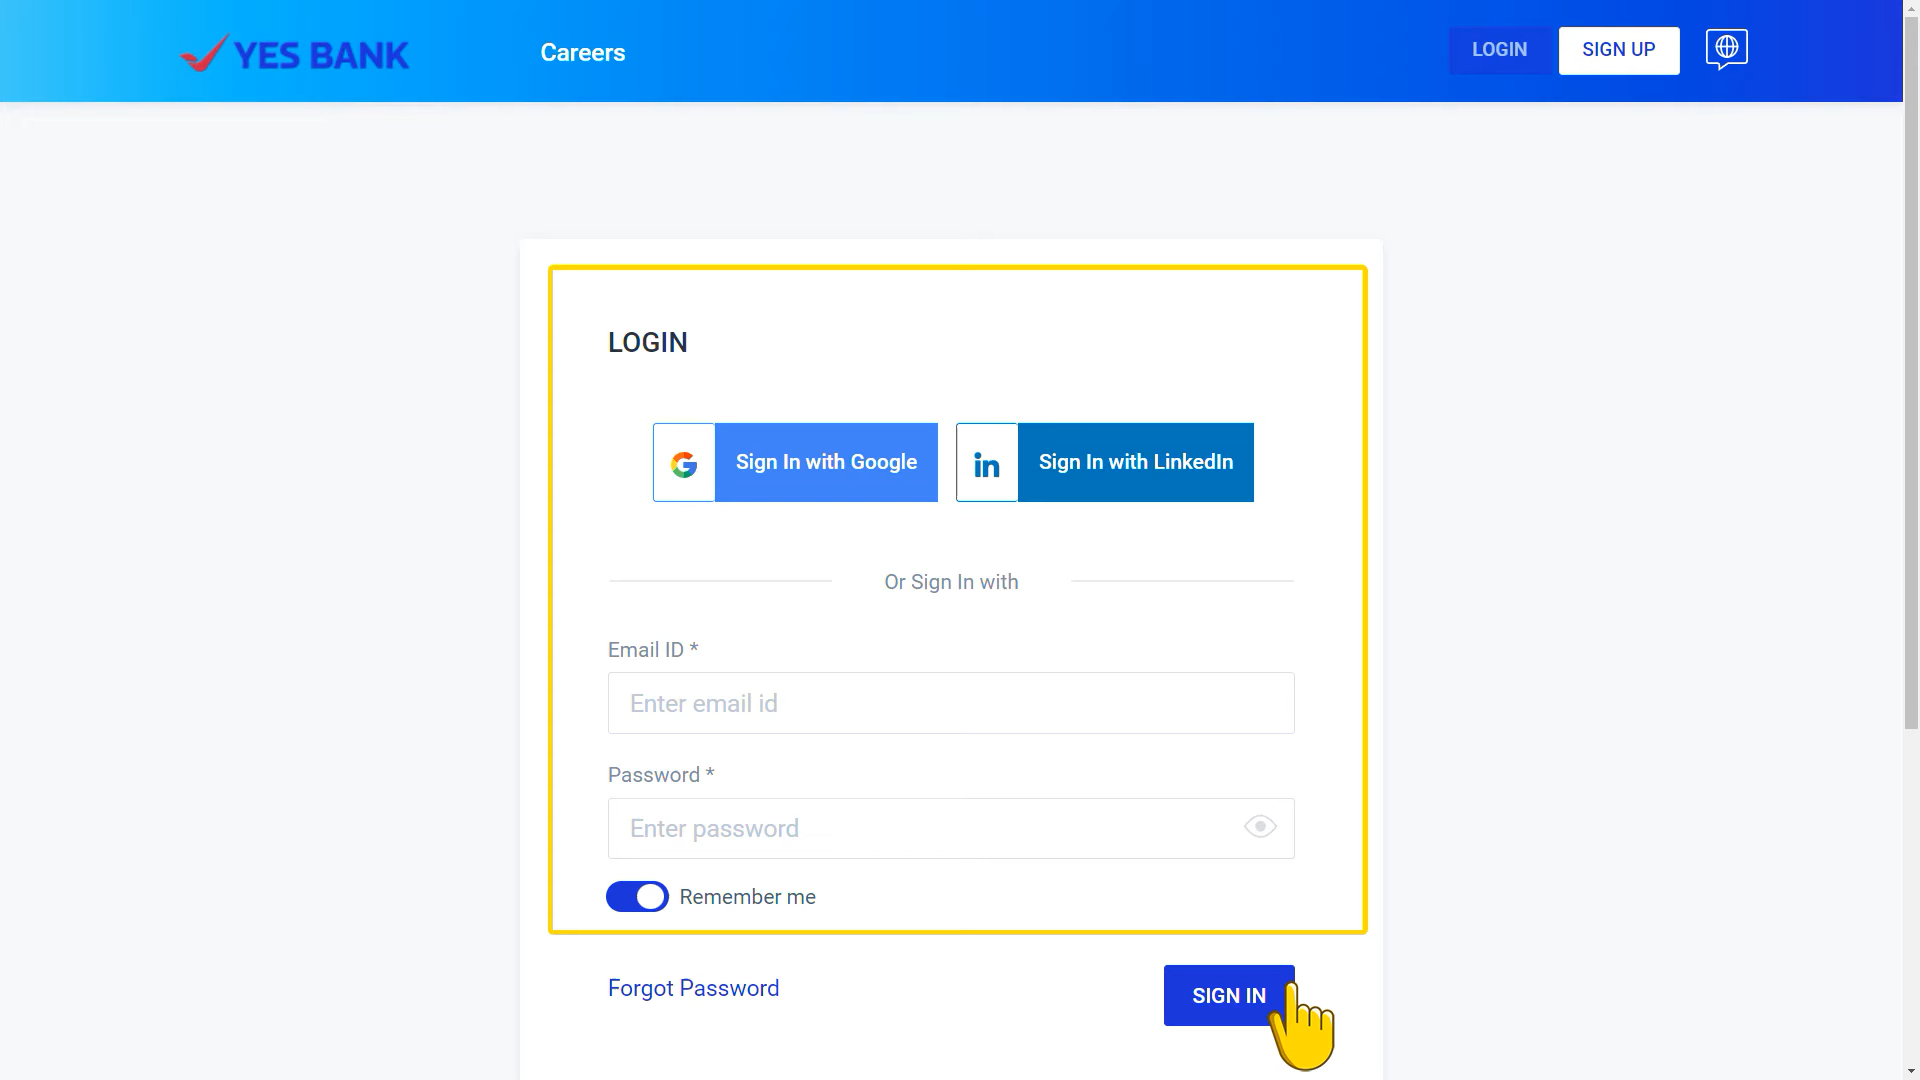 YES BANK
Careers
LOGIN
SIGN UP
LOGIN
Sign In with Google
in
Sign In with LinkedIn
Or Sign In with
Email ID *
Enter email id
Password *
Enter password
Remember me
Forgot Password
SIGN IN